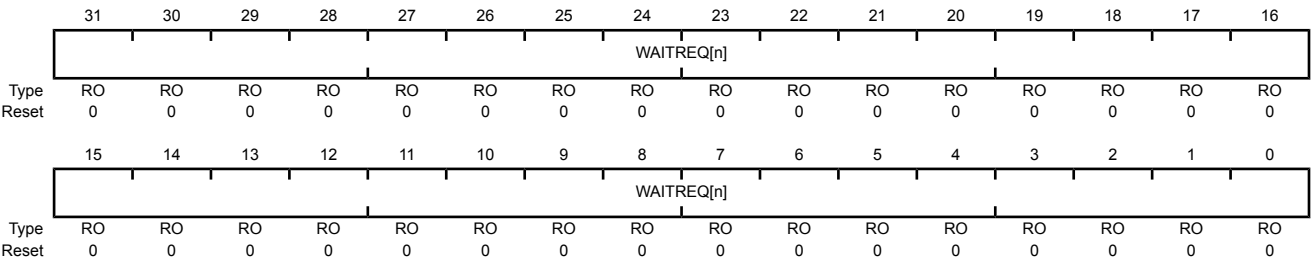 31 30 29 28 27 26 25 24 23 22 21 20 19 18 17 16
WAITREQ[n]
Type RO RO RO RO RO RO RO RO RO RO RO RO RO RO RO RO
Reset 0 0 0 0 0 0 0 0 0 0 0 0 0 0 0 0
15 14 13 12 11 10 9 8 7 6 5 4 3 2 1 0
WAITREQ[n]
Type RO RO RO RO RO RO RO RO RO RO RO RO RO RO RO RO
Reset 0 0 0 0 0 0 0 0 0 0 0 0 0 0 0 0